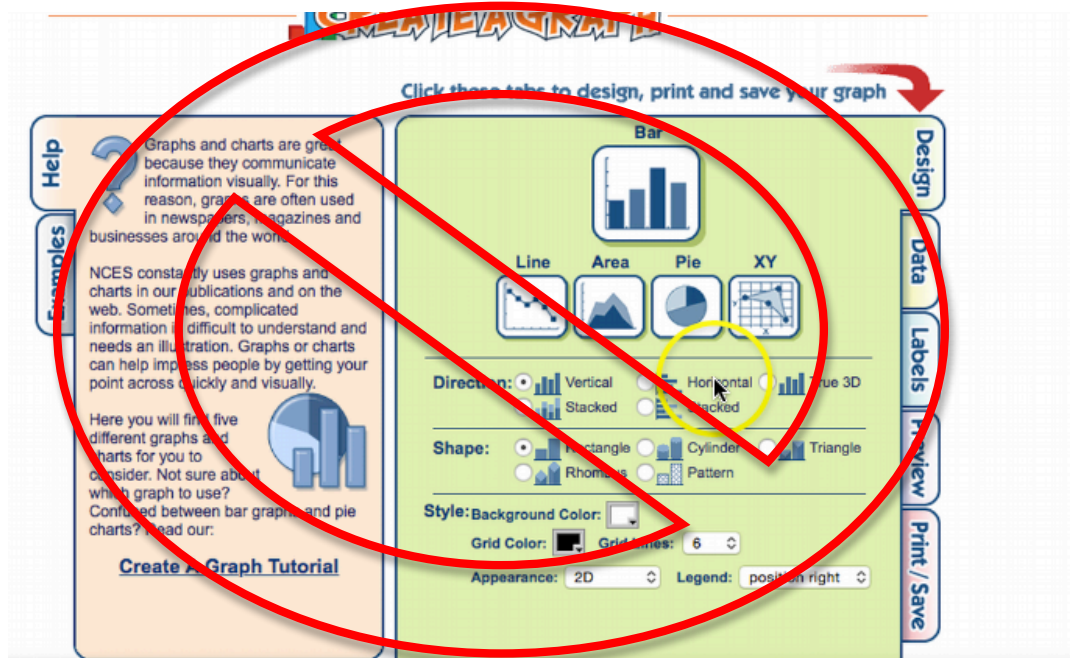 CREATE A GRAPH
Click these tabs to design, print and save your graph
Help
Examples
Graphs and charts are great
because they communicate
information visually. For this
reason, graphs are often used
in newspapers, magazines and
businesses around the world.
NCES constantly uses graphs and
charts in our publications and on the
web. Sometimes, complicated
information is difficult to understand and
needs an illustration. Graphs or charts
can help impress people by getting your
point across quickly and visually.
Here you will find five
different graphs and
charts for you to
consider. Not sure about
which graph to use?
Confused between bar graphs and pie
charts? Read our:
Create A Graph Tutorial
Bar
Line Area Pie XY
Y
X
Direction: Vertical Horizontal True 3D
Stacked Stacked
Shape: Rectangle Cylinder Triangle
Rhombus Pattern
Style: Background Color:
Grid Color: Grid Lines: 6
Appearance: 2D Legend: position right
Design
Data
Labels
Preview
Print / Save